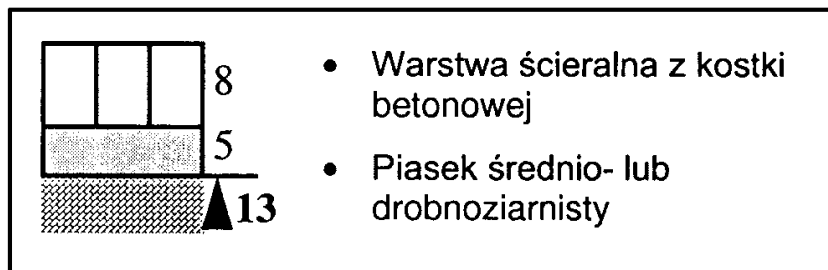 8
5
13
• Warstwa ścieralna z kostki
betonowej
• Piasek średnio- lub
drobnoziarnisty